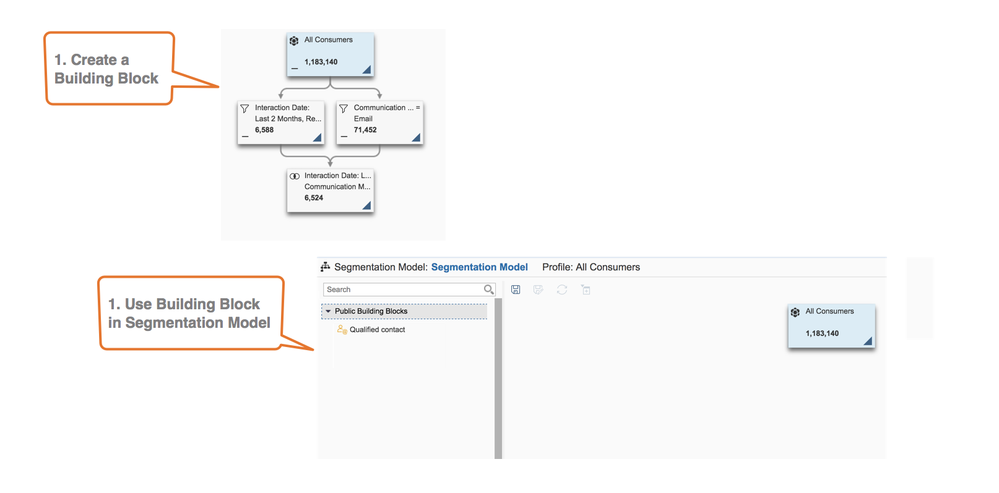 1. Create a
Building Block
All Consumers
1,183,140
Interaction Date:
Last 2 Months, Re...
6,588
Communication ... =
Email
71,452
Interaction Date: L...
Communication M...
6,524
1. Use Building Block
in Segmentation Model
Segmentation Model: Segmentation Model Profile: All Consumers
Search
Public Building Blocks
Qualified contact
All Consumers
1,183,140